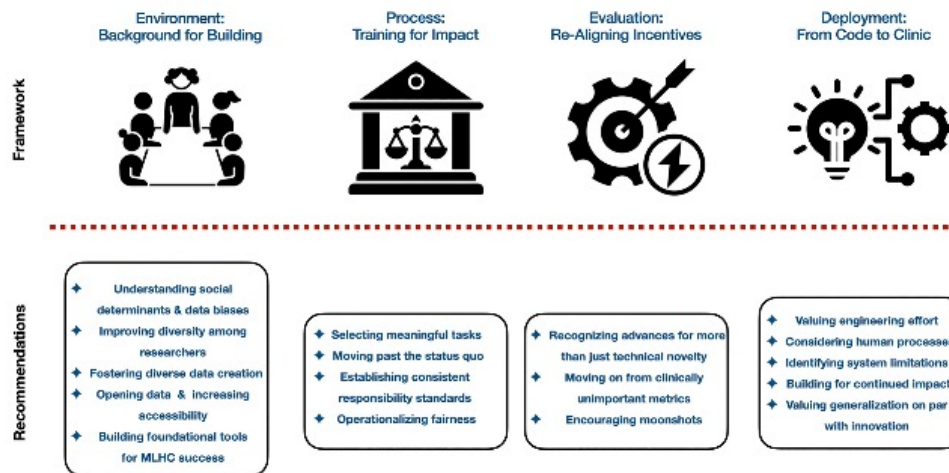 Environment:
Background for Building
Process:
Training for Impact
Evaluation:
Re-Aligning Incentives
Deployment:
From Code to Clinic
Framework
Recommendations
Understanding social
determinants & data biases
Improving diversity among
researchers
Fostering diverse data creation
Opening data & increasing
accessibility
Building foundational tools
for MLHC success
Selecting meaningful tasks
Moving past the status quo
Establishing consistent
responsibility standards
Operationalizing fairness
Recognizing advances for more
than just technical novelty
Moving on from clinically
unimportant metrics
Encouraging moonshots
Valuing engineering effort
Considering human processes
Identifying system limitations
Building for continued impact
Valuing generalization on par
with innovation